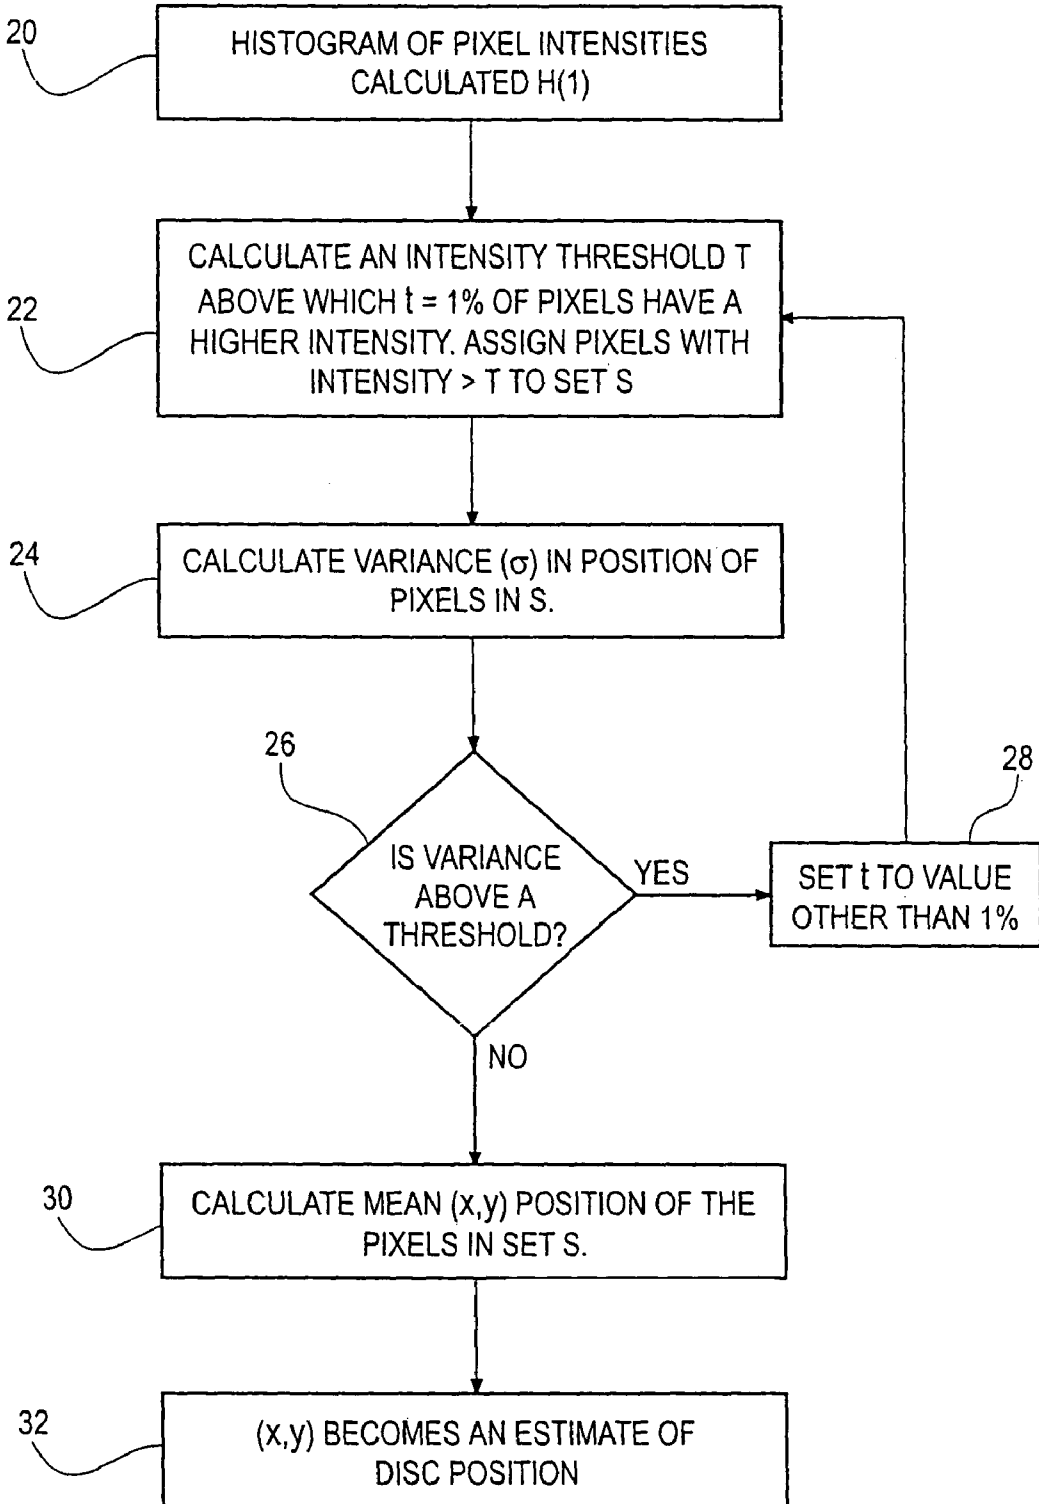 20
HISTOGRAM OF PIXEL INTENSITIES
CALCULATED H(1)
22
CALCULATE AN INTENSITY THRESHOLD T
ABOVE WHICH t = 1% OF PIXELS HAVE A
HIGHER INTENSITY. ASSIGN PIXELS WITH
INTENSITY > T TO SET S
24
CALCULATE VARIANCE (σ) IN POSITION OF
PIXELS IN S.
26
IS VARIANCE
ABOVE A
THRESHOLD?
YES
28
SET t TO VALUE
OTHER THAN 1%
NO
30
CALCULATE MEAN (x,y) POSITION OF THE
PIXELS IN SET S.
32
(x,y) BECOMES AN ESTIMATE OF
DISC POSITION